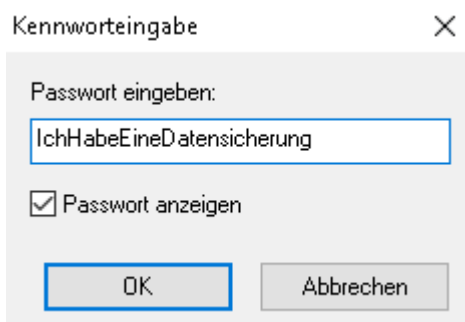 Kennworteingabe
Passwort eingeben:
IchHabeEineDatensicherung
Passwort anzeigen
OK Abbrechen